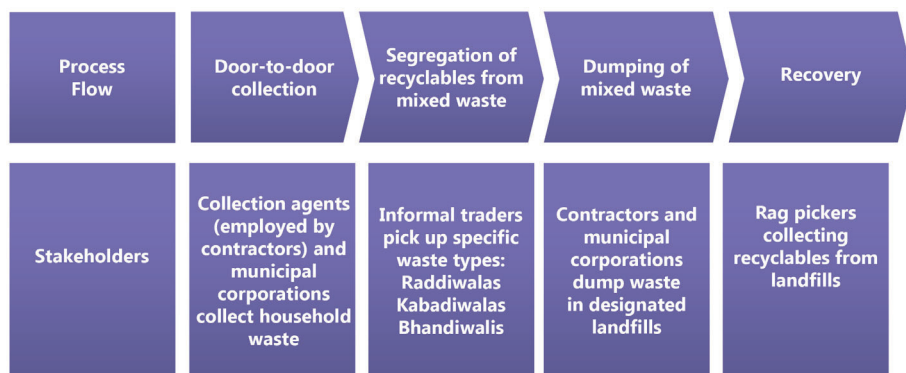 Process
Flow
Door-to-door
collection
Segregation of
recyclables from
mixed waste
Dumping of
mixed waste
Recovery
Stakeholders
Collection agents
(employed by
contractors) and
municipal
corporations
collect household
waste
Informal traders
pick up specific
waste types:
Raddiwalas
Kabadiwalas
Bhandiwalis
Contractors and
municipal
corporations
dump waste
in designated
landfills
Rag pickers
collecting
recyclables from
landfills